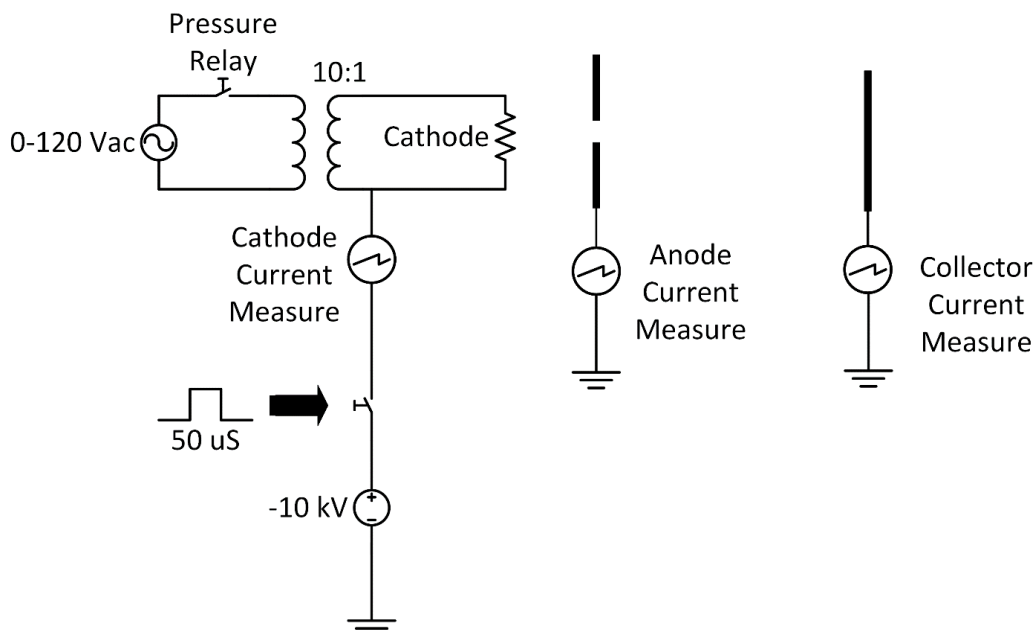 Pressure
Relay
10:1
0-120 Vac
Cathode
Cathode
Current
Measure
Anode
Current
Measure
Collector
Current
Measure
50 uS
-10 kV
+
−